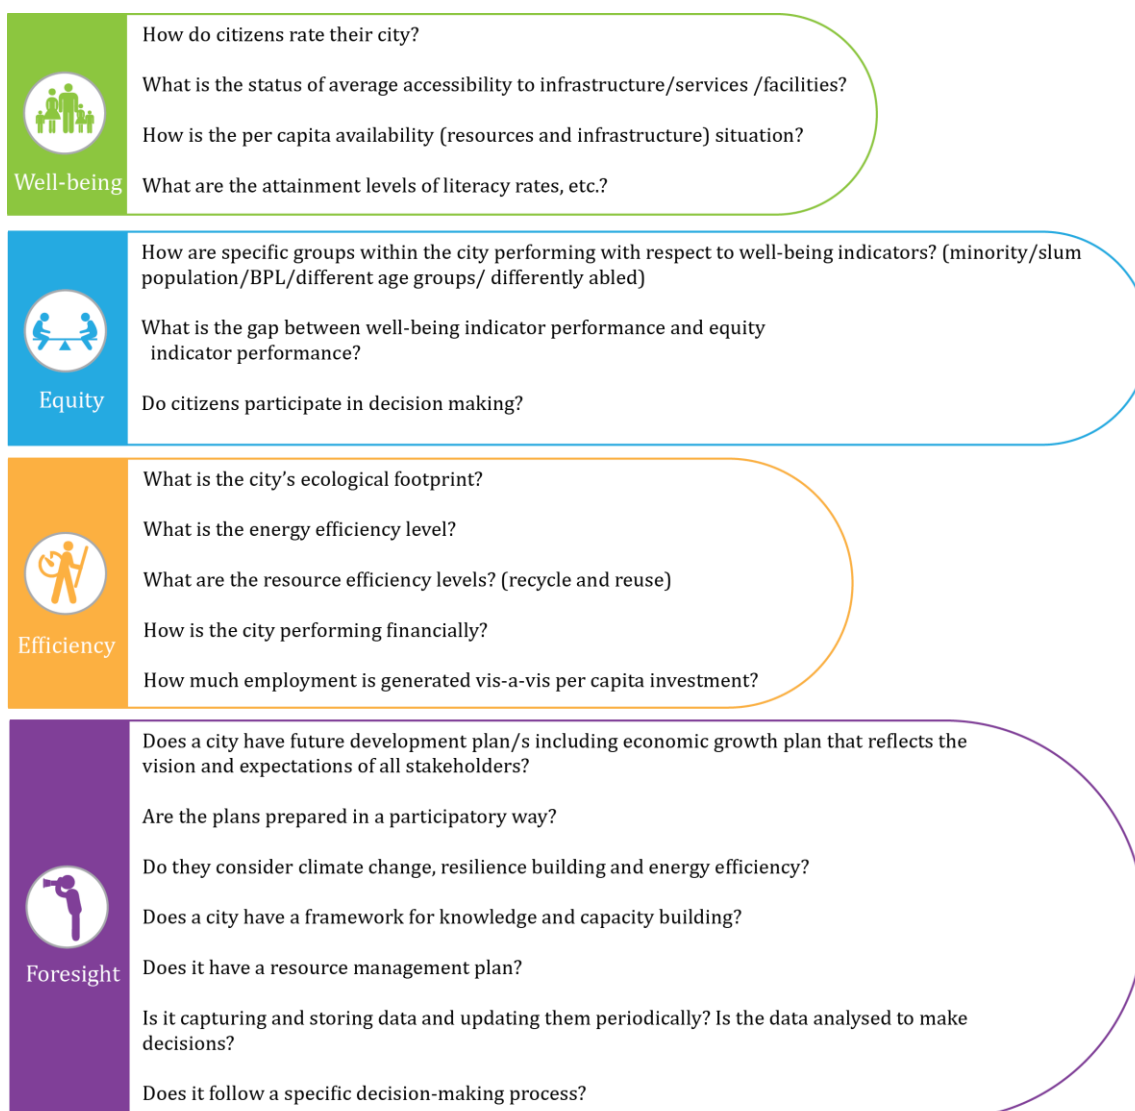 How do citizens rate their city?
What is the status of average accessibility to infrastructure/services /facilities?
How is the per capita availability (resources and infrastructure) situation?
Well-being
What are the attainment levels of literacy rates, etc.?
How are specific groups within the city performing with respect to well-being indicators? (minority/slum
population/BPL/different age groups/ differently abled)
What is the gap between well-being indicator performance and equity
indicator performance?
Equity
Do citizens participate in decision making?
What is the city’s ecological footprint?
What is the energy efficiency level?
What are the resource efficiency levels? (recycle and reuse)
How is the city performing financially?
Efficiency
How much employment is generated vis-a-vis per capita investment?
Does a city have future development plan/s including economic growth plan that reflects the
vision and expectations of all stakeholders?
Are the plans prepared in a participatory way?
Do they consider climate change, resilience building and energy efficiency?
Does a city have a framework for knowledge and capacity building?
Foresight
Does it have a resource management plan?
Is it capturing and storing data and updating them periodically? Is the data analysed to make
decisions?
Does it follow a specific decision-making process?